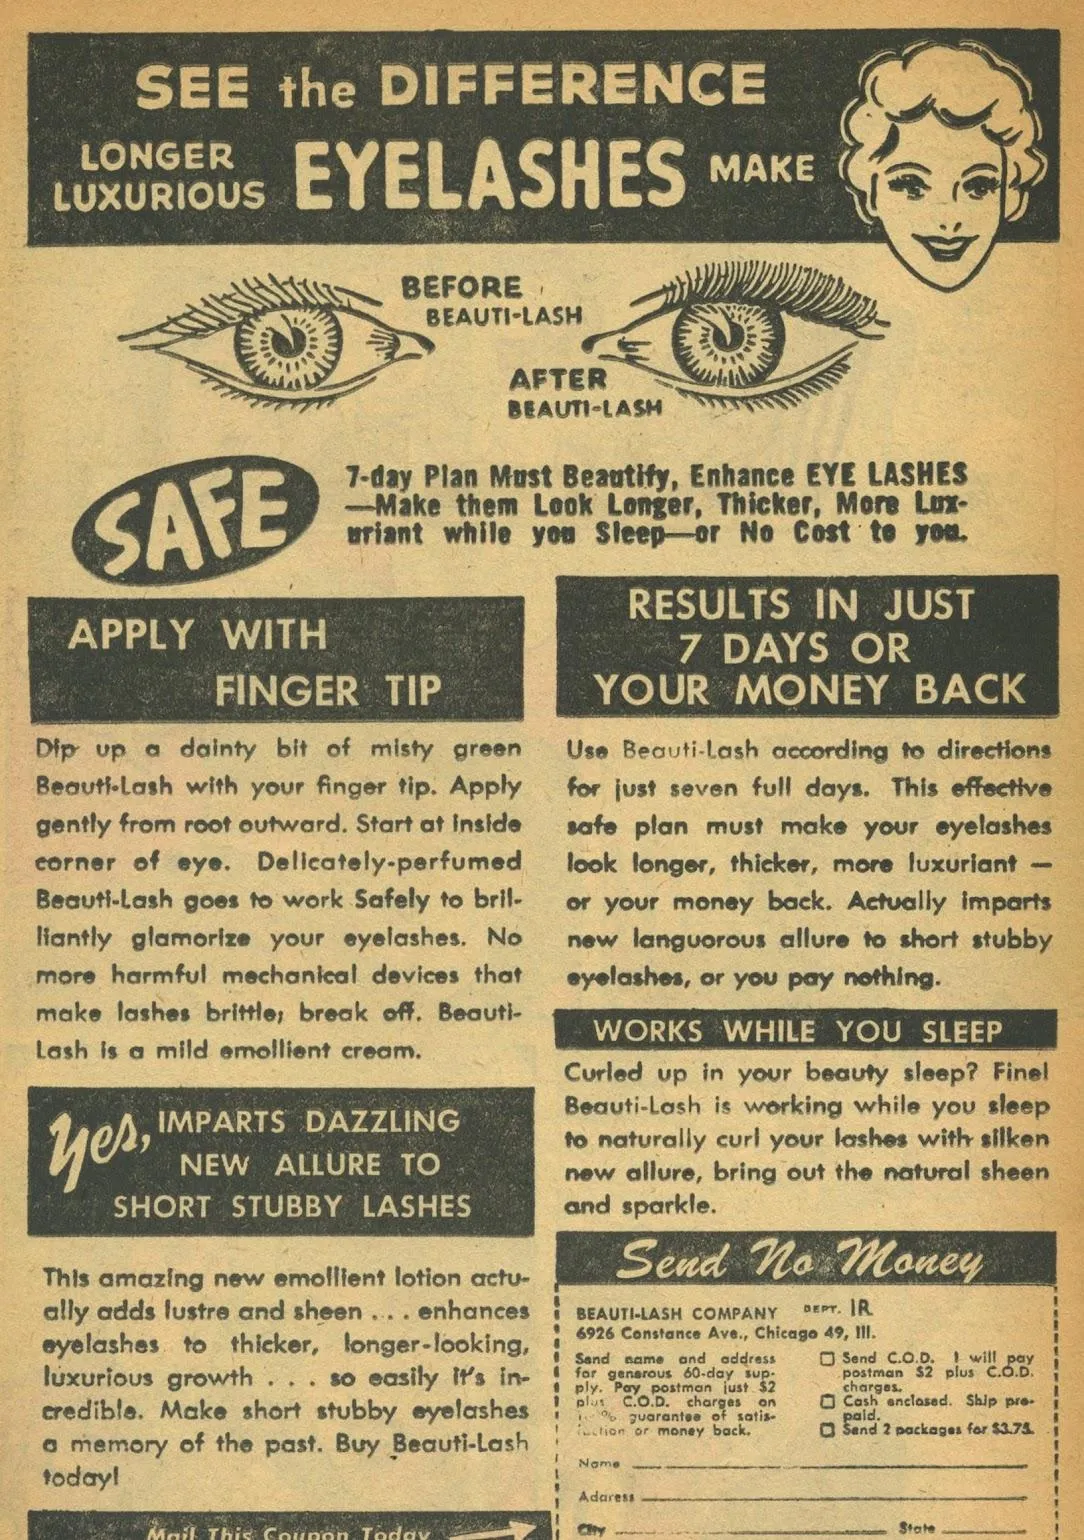 SEE the DIFFERENCE
LONGER
LUXURIOUS
EYELASHES MAKE
BEFORE
BEAUTI-LASH
AFTER
BEAUTI-LASH
SAFE
7-day Plan Must Beautify, Enhance EYE LASHES
—Make them Look Longer, Thicker, More Lux-
uriant while you Sleep—or No Cost to you.
APPLY WITH
FINGER TIP
Dip up a dainty bit of misty green
Beauti-Lash with your finger tip. Apply
gently from root outward. Start at inside
corner of eye. Delicately-perfumed
Beauti-Lash goes to work Safely to bril-
liantly glamorize your eyelashes. No
more harmful mechanical devices that
make lashes brittle; break off. Beauti-
Lash is a mild emollient cream.
Yes, IMPARTS DAZZLING
NEW ALLURE TO
SHORT STUBBY LASHES
This amazing new emollient lotion actu-
ally adds lustre and sheen . . . enhances
eyelashes to thicker, longer-looking,
luxurious growth . . . so easily it's in-
credible. Make short stubby eyelashes
a memory of the past. Buy Beauti-Lash
today!
Mail This Coupon Today
RESULTS IN JUST
7 DAYS OR
YOUR MONEY BACK
Use Beauti-Lash according to directions
for just seven full days. This effective
safe plan must make your eyelashes
look longer, thicker, more luxuriant —
or your money back. Actually imparts
new languorous allure to short stubby
eyelashes, or you pay nothing.
WORKS WHILE YOU SLEEP
Curled up in your beauty sleep? Fine!
Beauti-Lash is working while you sleep
to naturally curl your lashes with silken
new allure, bring out the natural sheen
and sparkle.
Send No Money
BEAUTI-LASH COMPANY DEPT. IR
6926 Constance Ave., Chicago 49, Ill.
Send name and address
for generous 60-day sup-
ply. Pay postman just $2
plus C.O.D. charges on
% guarantee of satis-
faction or money back.
Send C.O.D. I will pay
postman $2 plus C.O.D.
charges.
Cash enclosed. Ship pre-
paid.
Send 2 packages for $3.75.
Name
Address
City State